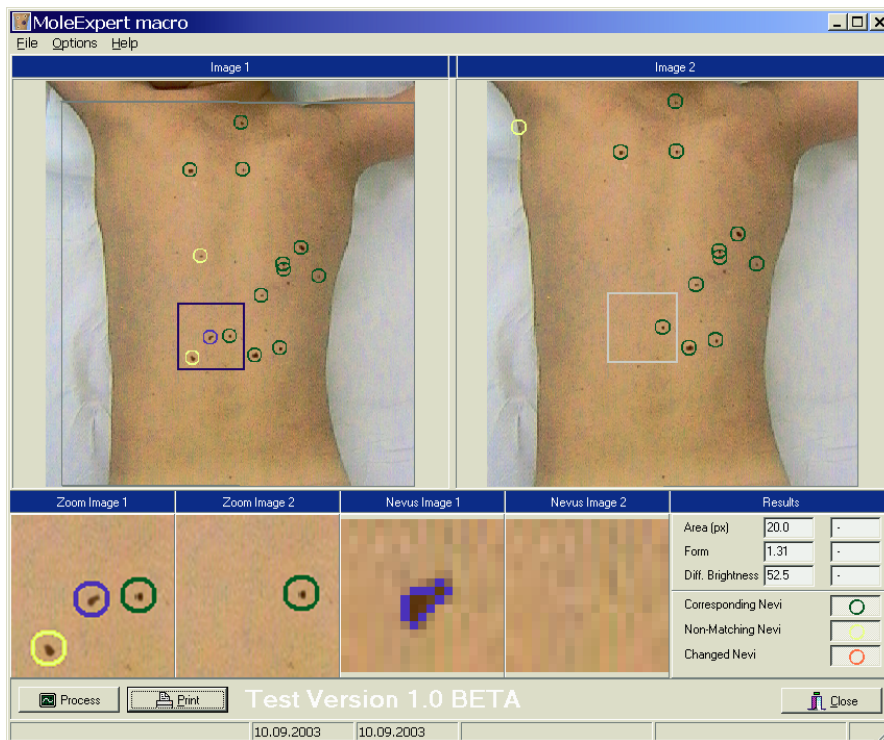 MoleExpert macro
File Options Help
Image 1 Image 2
Zoom Image 1 Zoom Image 2 Nevus Image 1 Nevus Image 2 Results
Area (px) 20.0 -
Form 1.31 -
Diff. Brightness 52.5 -
Corresponding Nevi
Non-Matching Nevi
Changed Nevi
Process Print Test Version 1.0 BETA Close
10.09.2003 10.09.2003